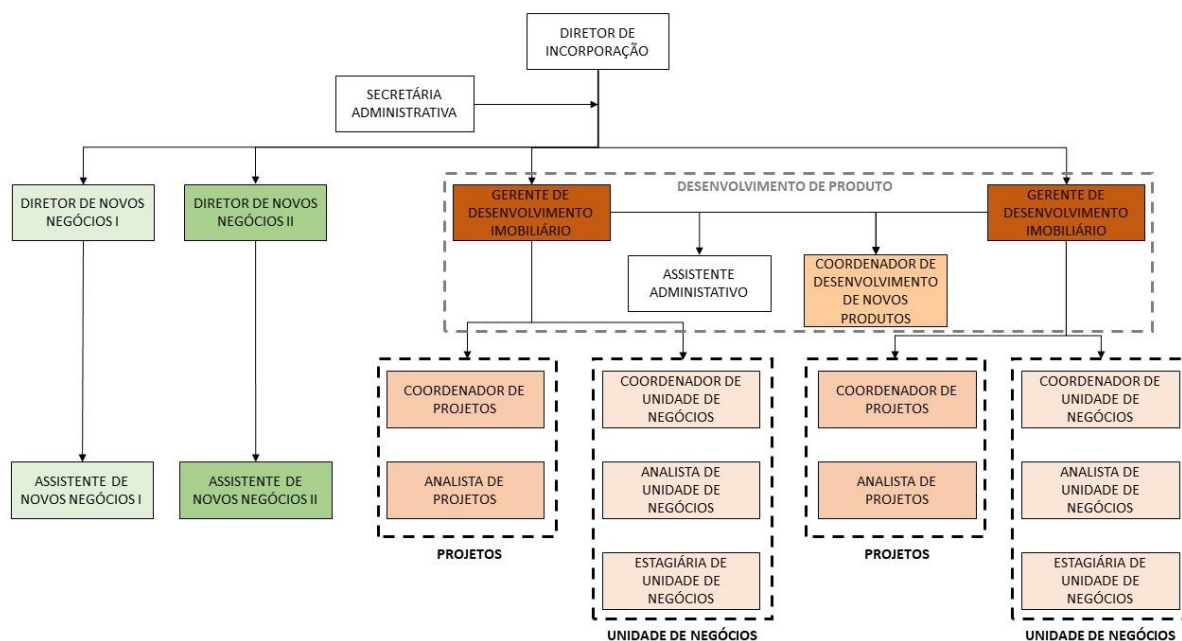 DIRETOR DE
INCORPORAÇÃO
SECRETÁRIA
ADMINISTRATIVA
DESENVOLVIMENTO DE PRODUTO
DIRETOR DE NOVOS
NEGÓCIOS I
DIRETOR DE NOVOS
NEGÓCIOS II
GERENTE DE
DESENVOLVIMENTO
IMOBILIÁRIO
GERENTE DE
DESENVOLVIMENTO
IMOBILIÁRIO
ASSISTENTE
ADMINISTATIVO
COORDENADOR DE
DESENVOLVIMENTO
DE NOVOS
PRODUTOS
COORDENADOR DE
PROJETOS
COORDENADOR DE
UNIDADE DE
NEGÓCIOS
COORDENADOR DE
PROJETOS
COORDENADOR DE
UNIDADE DE
NEGÓCIOS
ASSISTENTE DE
NOVOS NEGÓCIOS I
ASSISTENTE DE
NOVOS NEGÓCIOS II
ANALISTA DE
PROJETOS
ANALISTA DE
UNIDADE DE
NEGÓCIOS
ANALISTA DE
PROJETOS
ANALISTA DE
UNIDADE DE
NEGÓCIOS
PROJETOS
PROJETOS
ESTAGIÁRIA DE
UNIDADE DE
NEGÓCIOS
ESTAGIÁRIA DE
UNIDADE DE
NEGÓCIOS
UNIDADE DE NEGÓCIOS
UNIDADE DE NEGÓCIOS